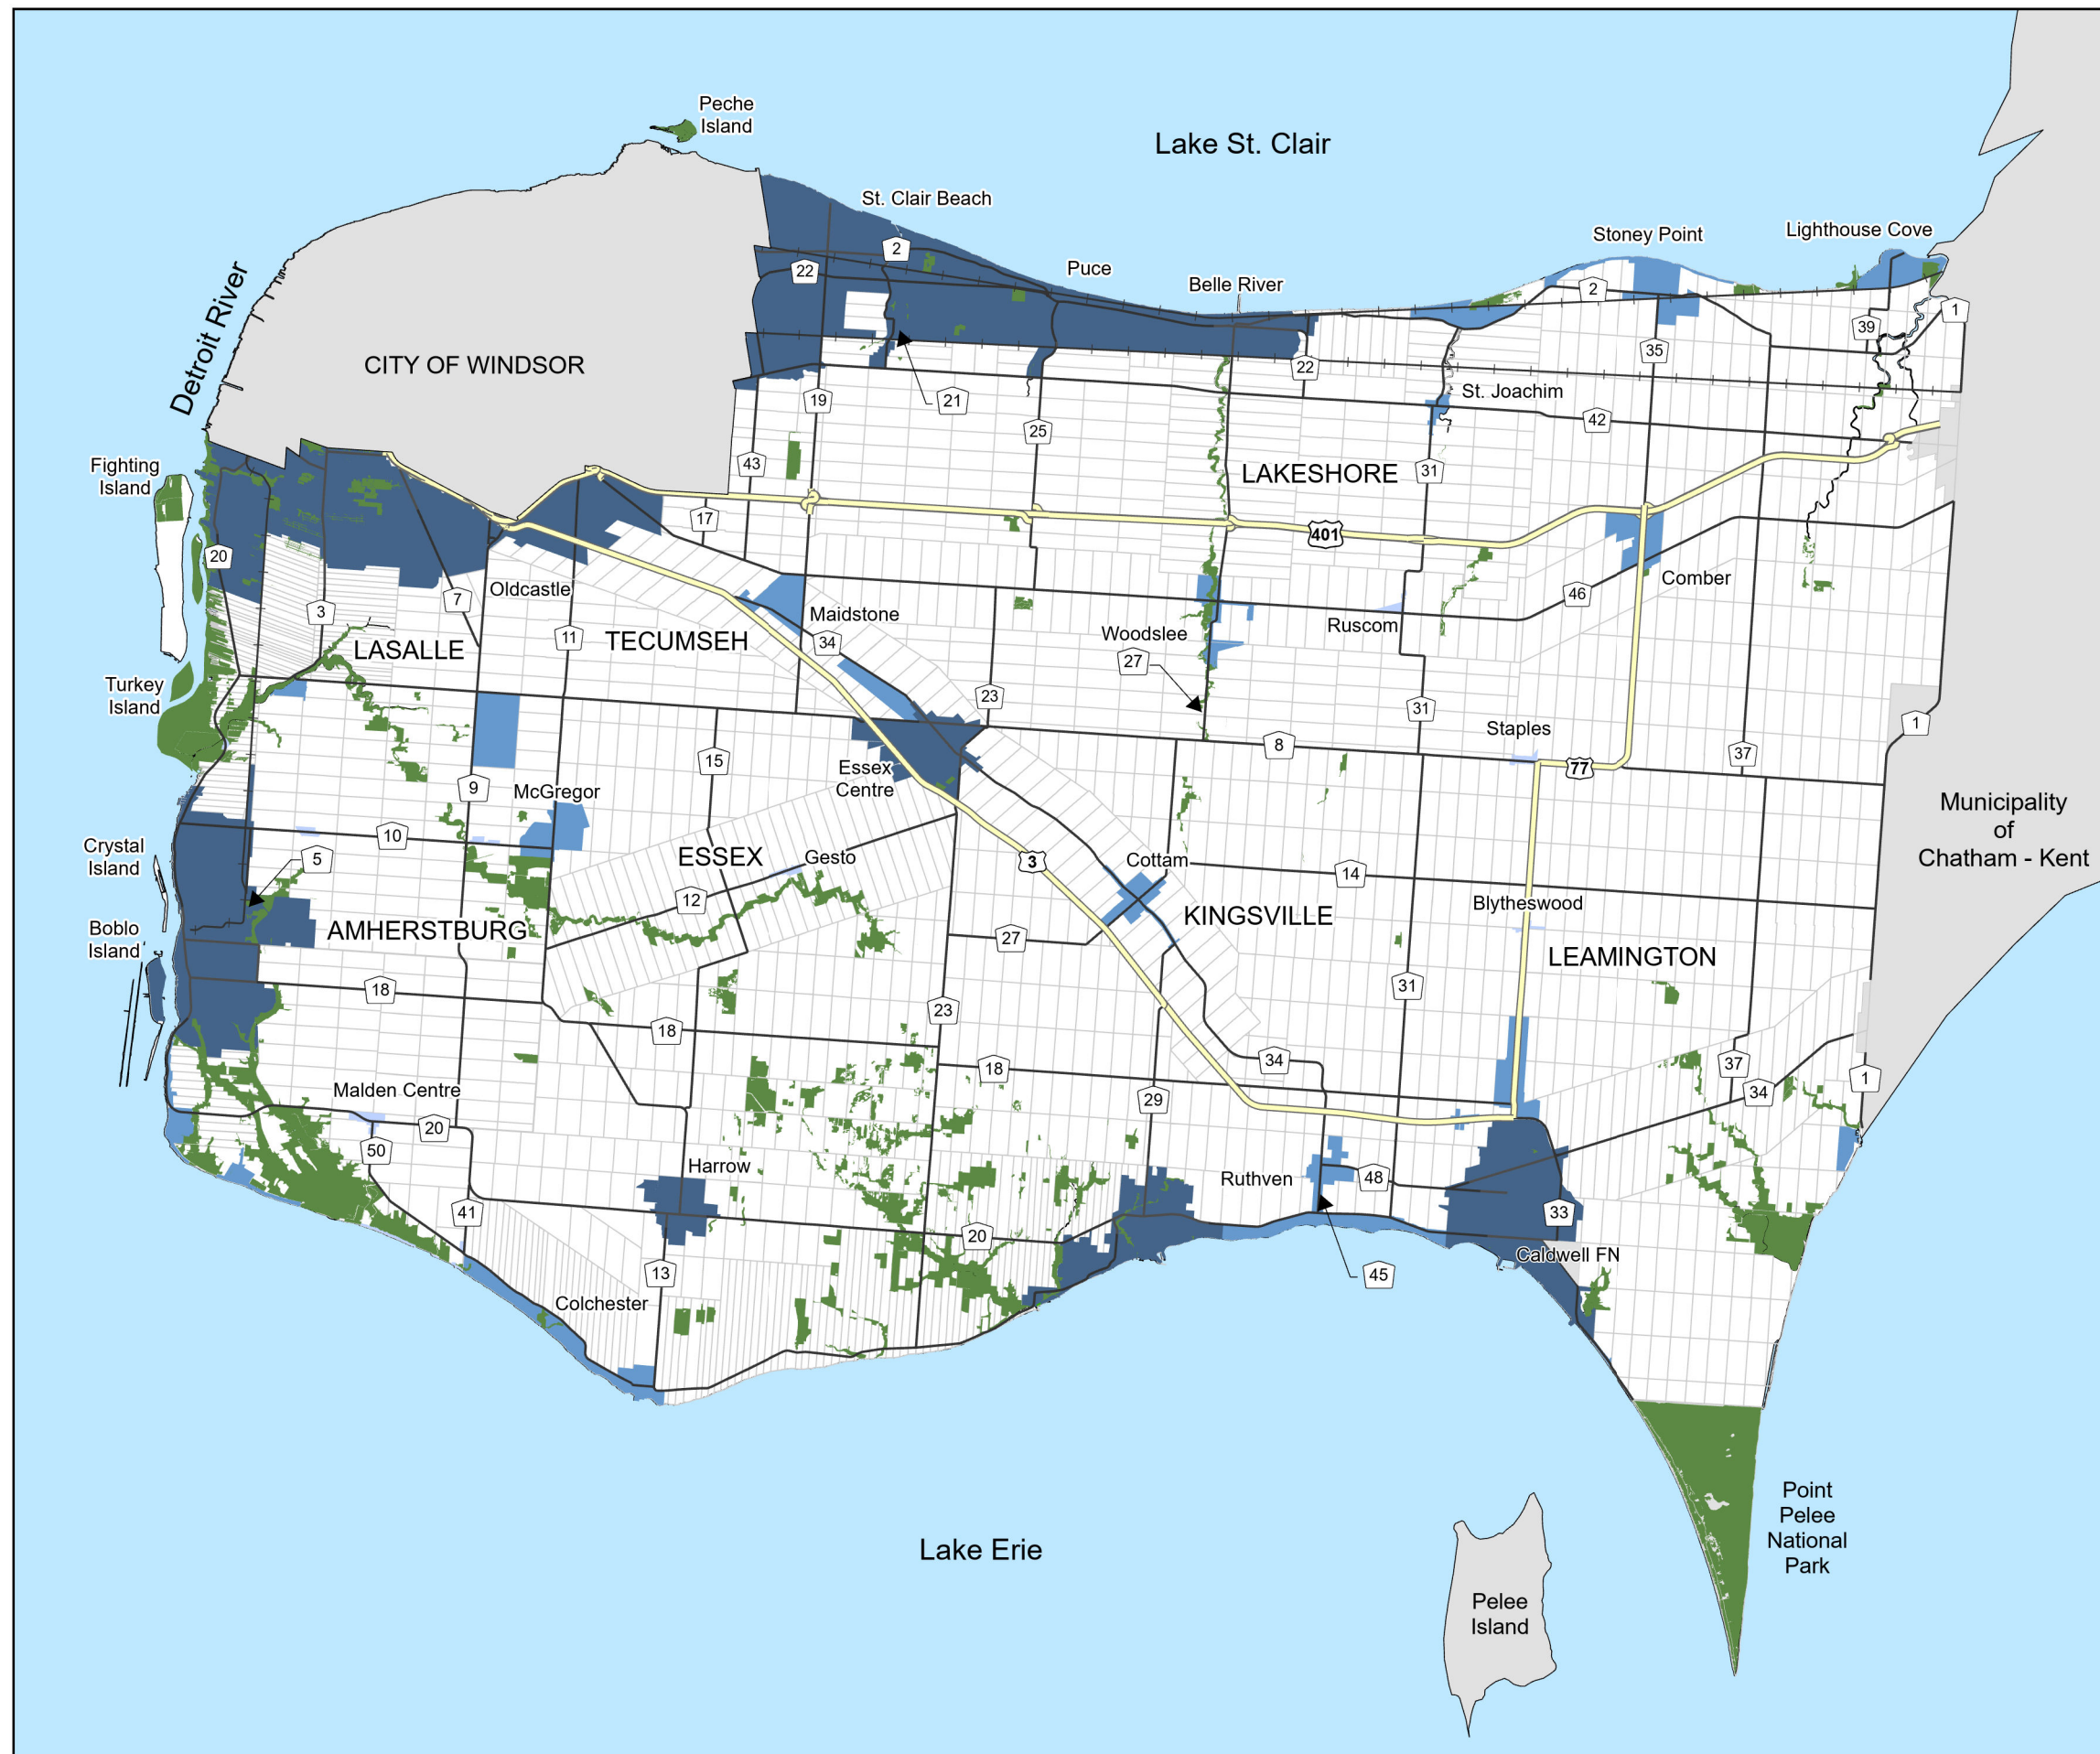 Peche
Island
Lake St. Clair
St. Clair Beach
Lighthouse Cove
Stoney Point
2
Puce
22
Belle River
2
1
39
Detroit River
CITY OF WINDSOR
35
22
St. Joachim
19
21
42
25
43
Fighting
Island
LAKESHORE
31
17
401
20
Comber
Oldcastle
46
7
3
Maidstone
Ruscom
11
TECUMSEH
34
Woodslee
27
LASALLE
Turkey
Island
23
31
1
Staples
8
37
15
77
Essex
Centre
9
McGregor
Municipality
of
Chatham - Kent
10
Crystal
Island
5
ESSEX
Gesto
3
Cottam
14
12
Blytheswood
KINGSVILLE
Boblo
Island
AMHERSTBURG
27
LEAMINGTON
18
31
23
18
34
18
37
34
1
Malden Centre
29
20
50
Harrow
Ruthven
48
41
33
20
Caldwell FN
13
45
Colchester
Point
Pelee
National
Park
Lake Erie
Pelee
Island